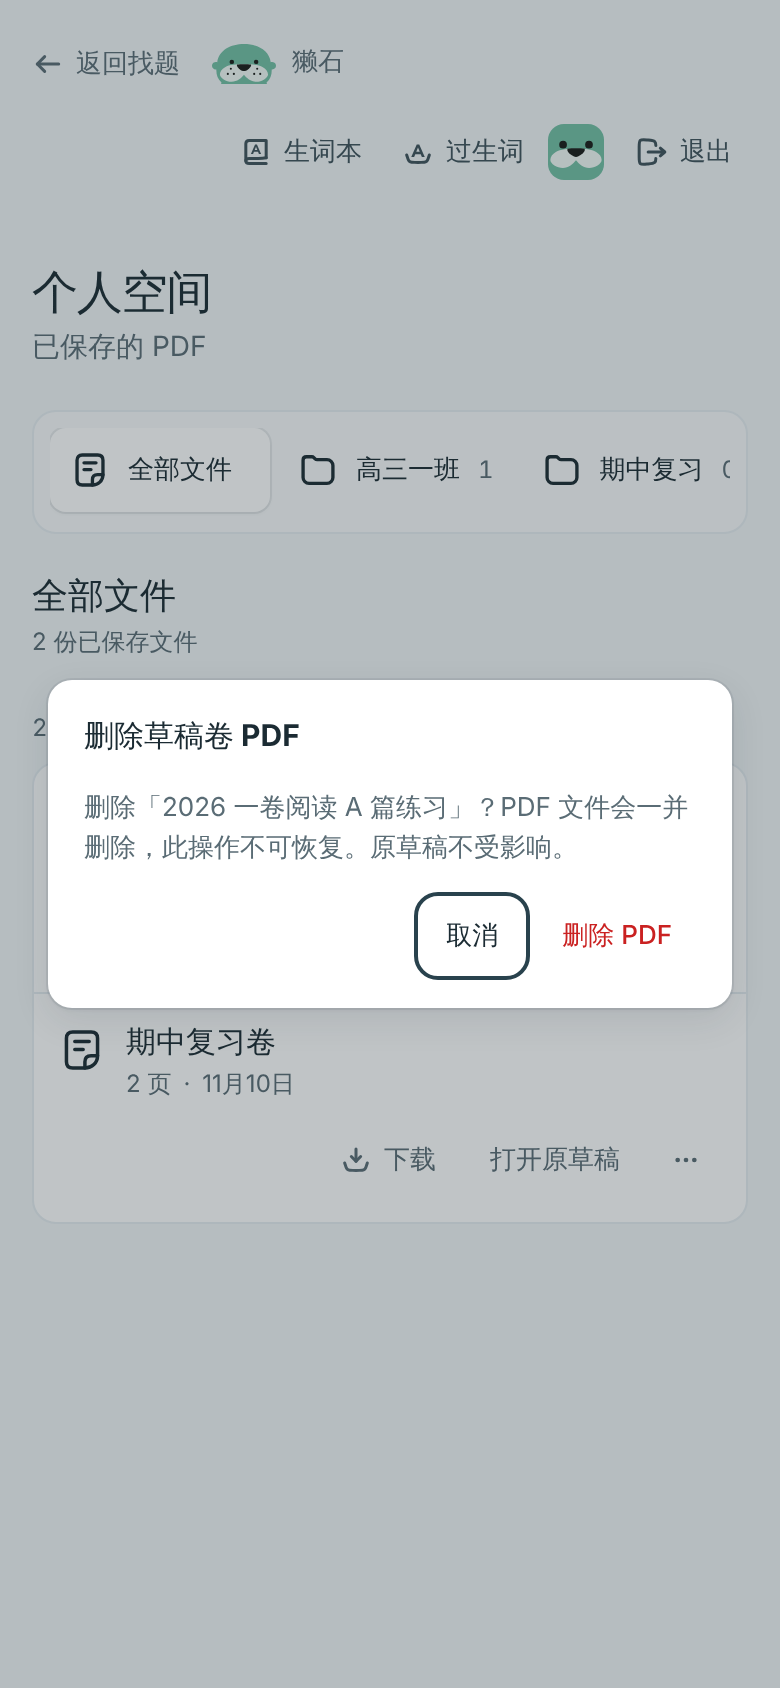 返回找题
獭石
生词本
过生词
退出
个人空间
已保存的 PDF
全部文件
高三一班 1
期中复习 0
全部文件
2 份已保存文件
2
删除草稿卷 PDF
删除「2026 一卷阅读 A 篇练习」？PDF 文件会一并
删除，此操作不可恢复。原草稿不受影响。
取消
删除 PDF
期中复习卷
2 页 · 11月10日
下载
打开原草稿